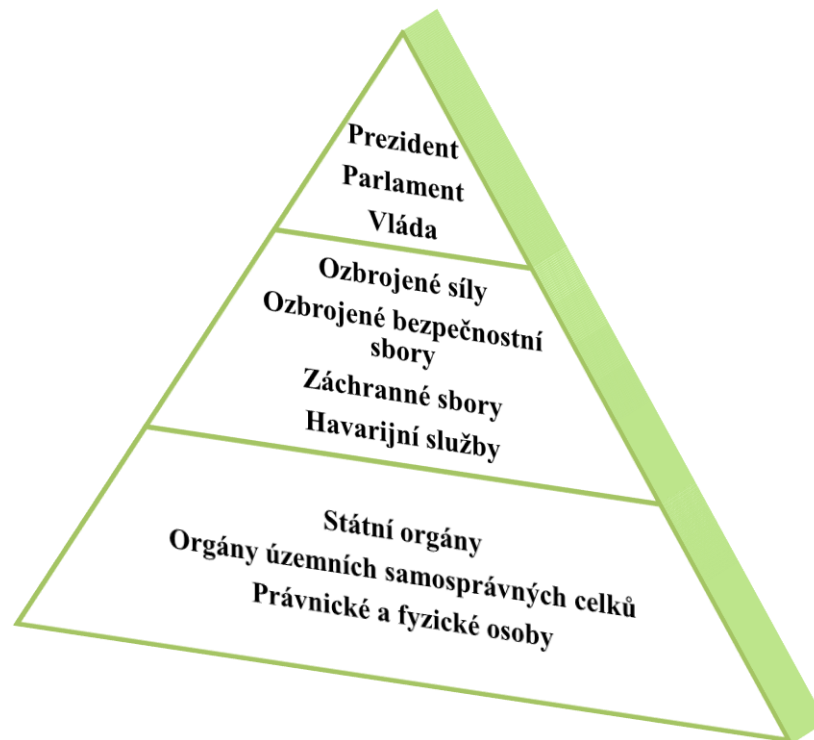 Prezident
Parlament
Vláda
Ozbrojené síly
Ozbrojené bezpečnostní
sbory
Záchranné sbory
Havarijní služby
Státní orgány
Orgány územních samosprávných celků
Právnické a fyzické osoby